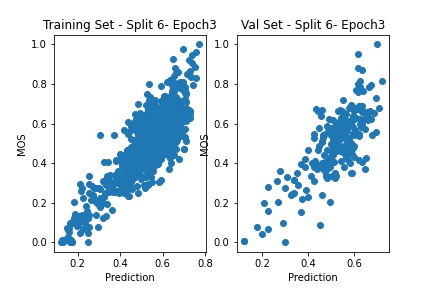 Training Set - Split 6- Epoch3
1.0
0.8
0.6
0.4
0.2
0.0
MOS
0.2 0.4 0.6 0.8
Prediction
Val Set - Split 6- Epoch3
1.0
0.8
0.6
0.4
0.2
0.0
MOS
0.2 0.4 0.6
Prediction